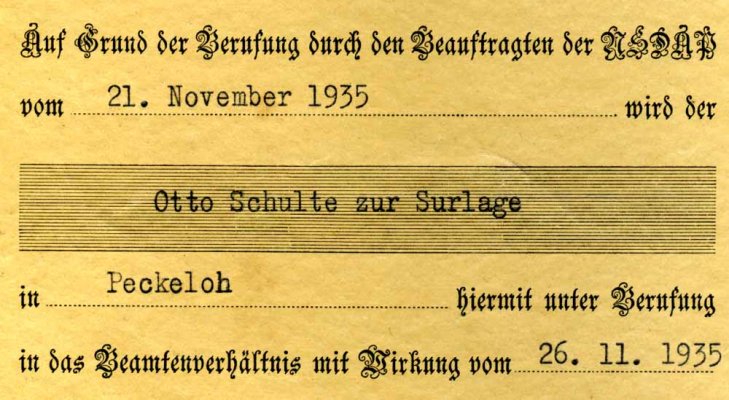 Auf Grund der Berufung durch den Beauftragten der NSDAP
vom 21. November 1935 wird der
Otto Schulte zur Surlage
in Peckeloh hiermit unter Berufung
in das Beamtenverhältnis mit Wirkung vom 26. 11. 1935